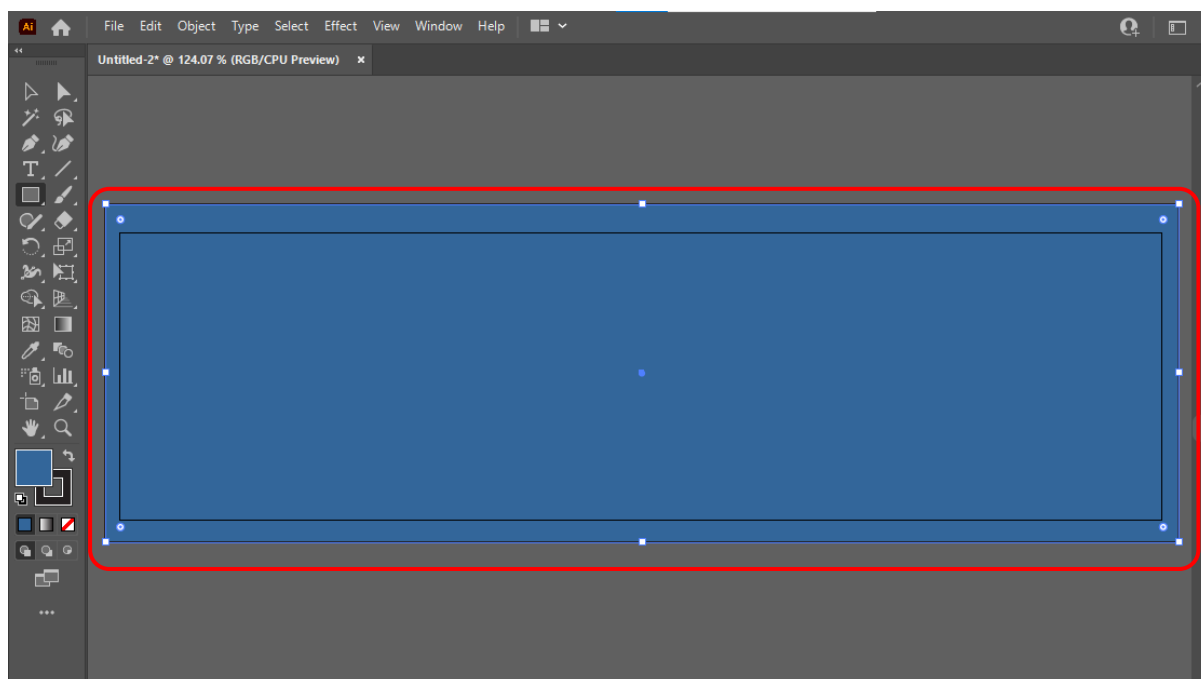 Ai File Edit Object Type Select Effect View Window Help
Untitled-2* @ 124.07 % (RGB/CPU Preview) ×